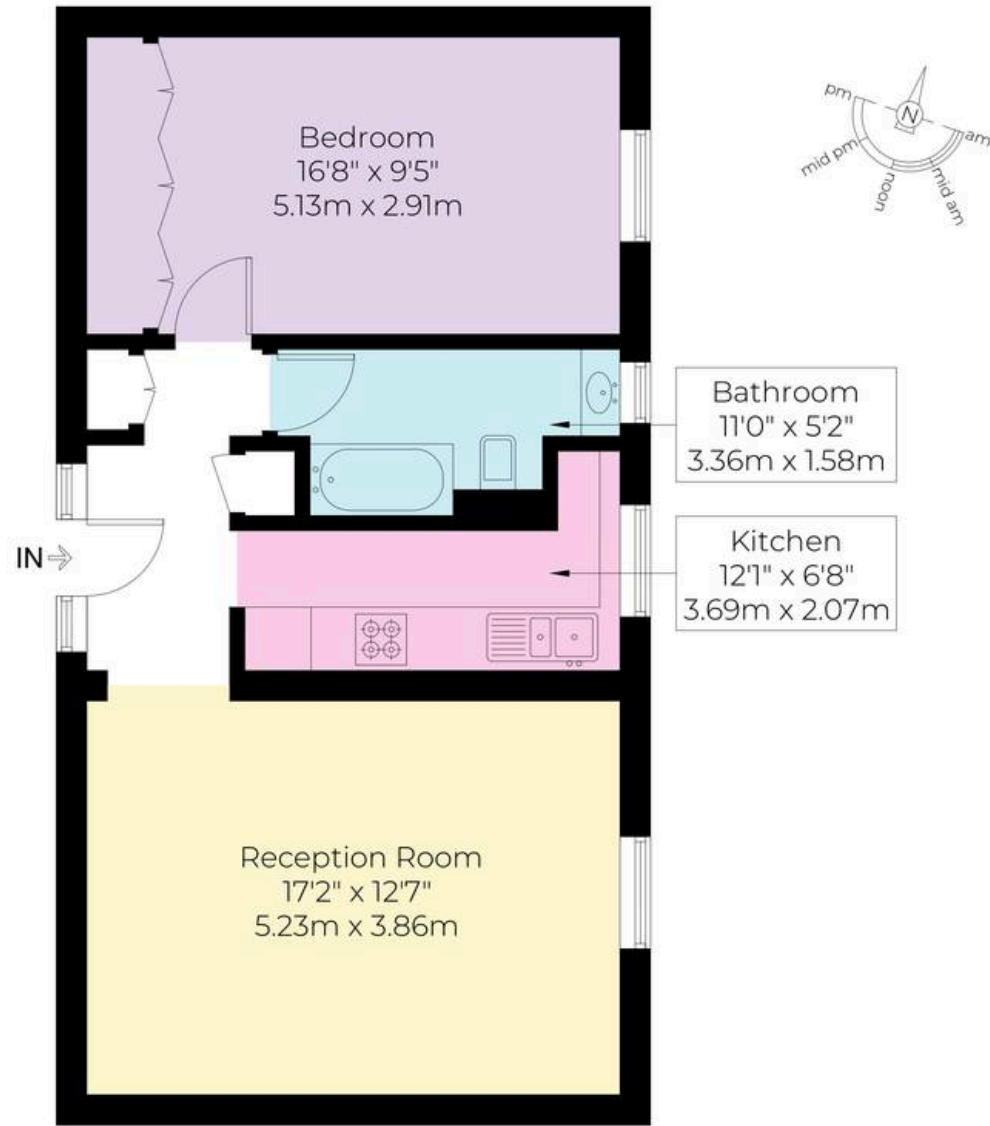 Bedroom
16'8" x 9'5"
5.13m x 2.91m
pm
N
am
mid pm
noon
mid am
Bathroom
11'0" x 5'2"
3.36m x 1.58m
IN
Kitchen
12'1" x 6'8"
3.69m x 2.07m
Reception Room
17'2" x 12'7"
5.23m x 3.86m